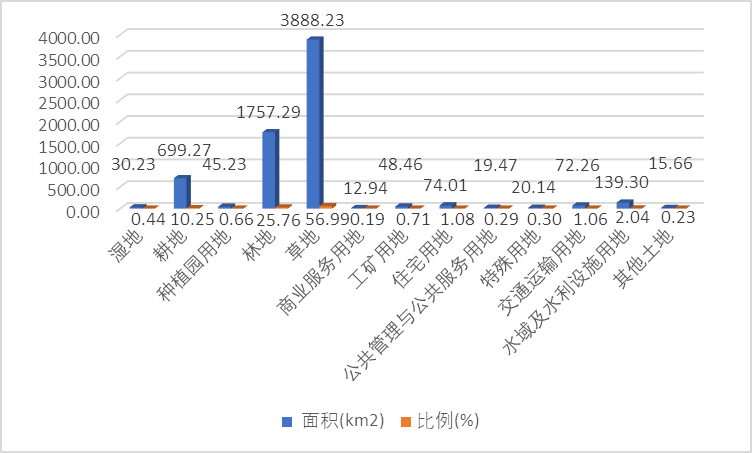 3888.23
4000.00
3500.00
3000.00
2500.00
2000.00
1757.29
1500.00
1000.00
699.27
30.23
45.23
48.46
19.47
72.26
15.66
500.00
12.94
74.01
20.14
139.30
0.00
0.44
10.25
0.66
25.76
56.99
0.19
0.71
1.08
0.29
0.30
1.06
2.04
0.23
湿地
耕地
种植园用地
林地
草地
商业服务用地
工矿用地
住宅用地
公共管理与公共服务用地
特殊用地
交通运输用地
水域及水利设施用地
其他土地
面积(km2) 比例(%)